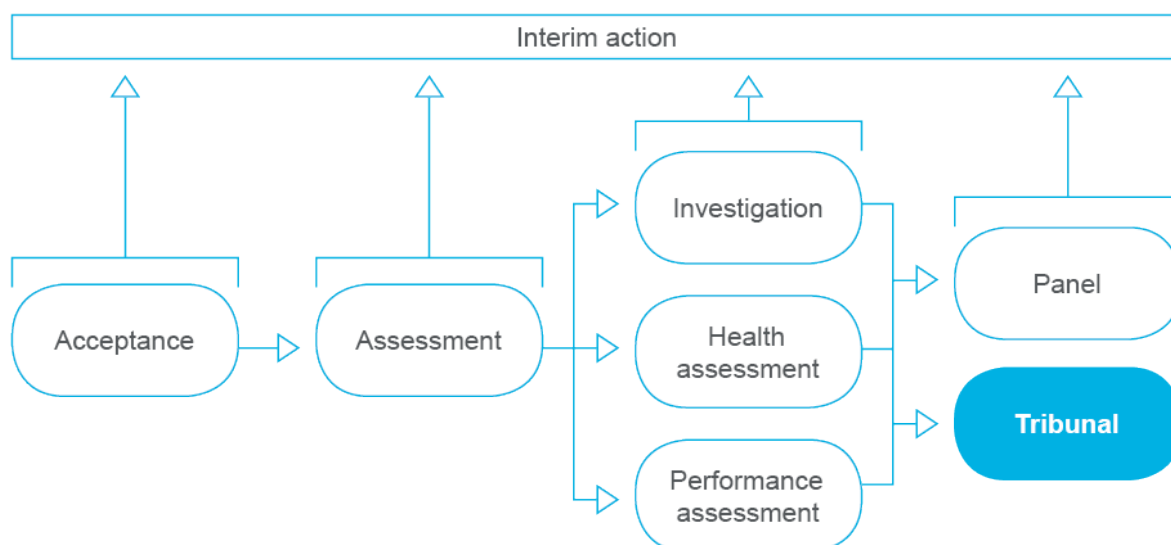 Interim action
Acceptance
Assessment
Investigation
Health
assessment
Performance
assessment
Panel
Tribunal